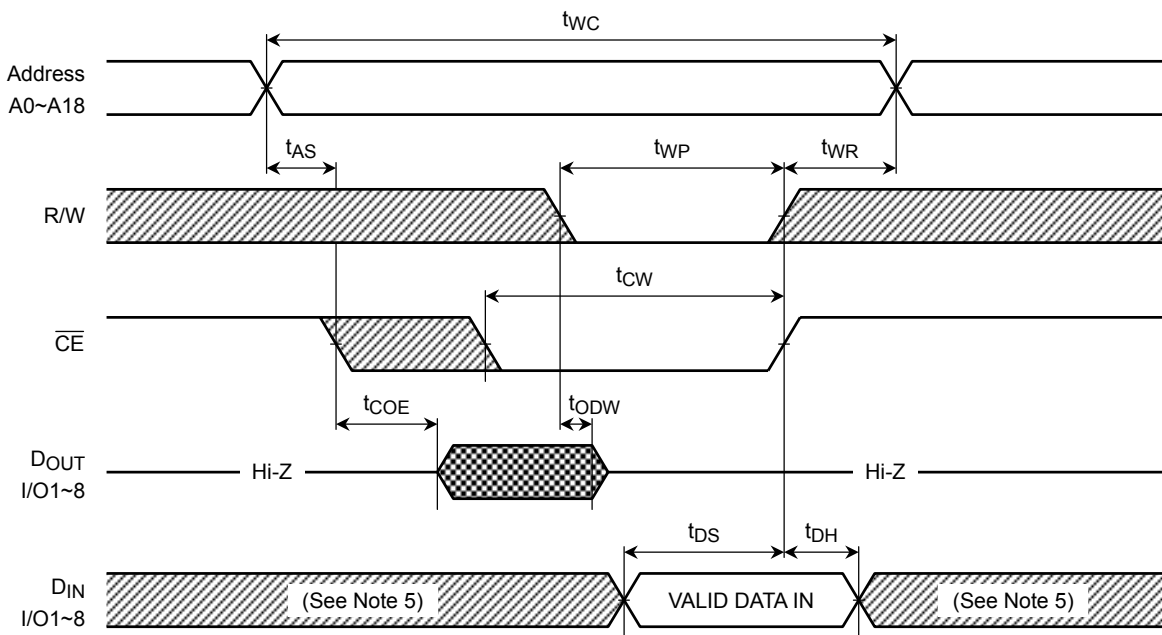 tWC
Address
A0~A18
tAS
tWP
tWR
R/W
tCW
CE
tCOE
tODW
DOUT
I/O1~8
Hi-Z
Hi-Z
tDS
tDH
DIN
I/O1~8
(See Note 5)
VALID DATA IN
(See Note 5)